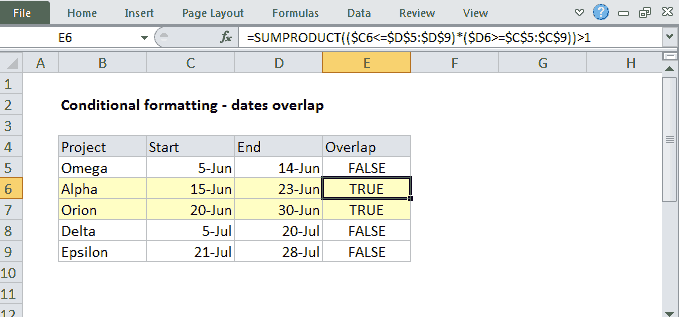 File Home Insert Page Layout Formulas Data Review View
E6 fx =SUMPRODUCT(($C6<=$D$5:$D$9)*($D6>=$C$5:$C$9))>1
A B C D E F G H
1
2 Conditional formatting - dates overlap
3
4 Project Start End Overlap
5 Omega 5-Jun 14-Jun FALSE
6 Alpha 15-Jun 23-Jun TRUE
7 Orion 20-Jun 30-Jun TRUE
8 Delta 5-Jul 20-Jul FALSE
9 Epsilon 21-Jul 28-Jul FALSE
10
11
12